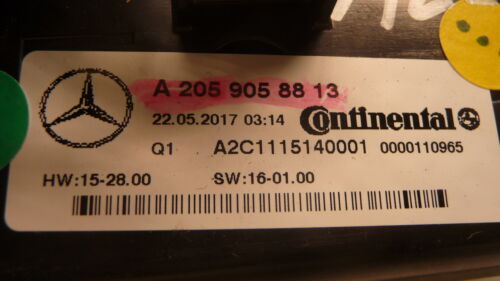 A 205 905 88 13
22.05.2017 03:14 Continental
Q1 A2C1115140001 0000110965
HW:15-28.00 SW:16-01.00